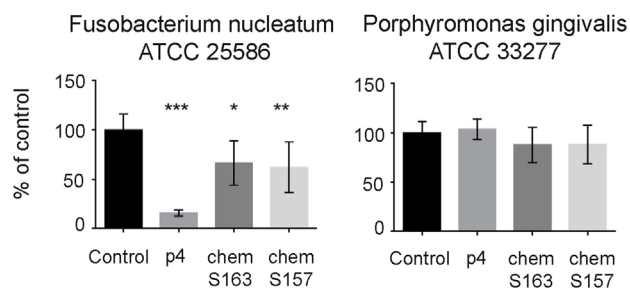 Fusobacterium nucleatum
ATCC 25586
Porphyromonas gingivalis
ATCC 33277
% of control
150
100
50
0
***
*
**
Control
p4
chem
S163
chem
S157
150
100
50
0
Control
p4
chem
S163
chem
S157